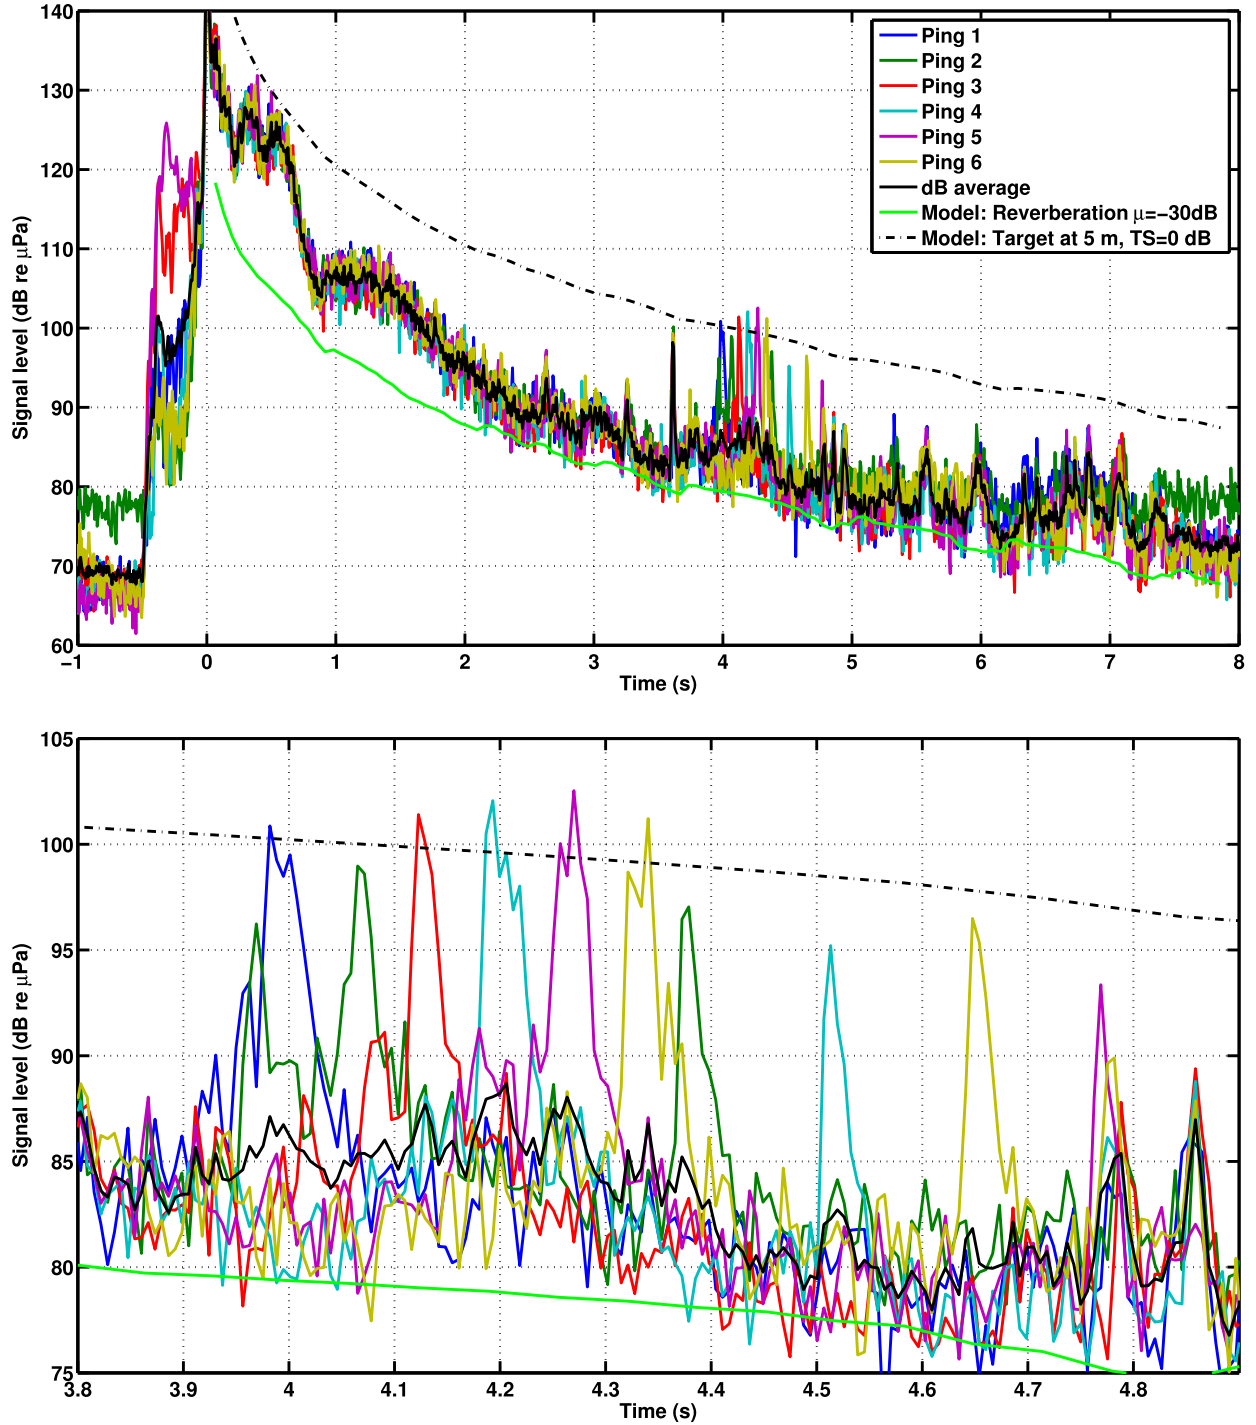 140
130
120
110
100
90
80
70
60
Signal level (dB re μPa)
−1 0 1 2 3 4 5 6 7 8
Time (s)
Ping 1
Ping 2
Ping 3
Ping 4
Ping 5
Ping 6
dB average
Model: Reverberation μ=−30dB
Model: Target at 5 m, TS=0 dB
105
100
95
90
85
80
75
Signal level (dB re μPa)
3.8 3.9 4 4.1 4.2 4.3 4.4 4.5 4.6 4.7 4.8
Time (s)